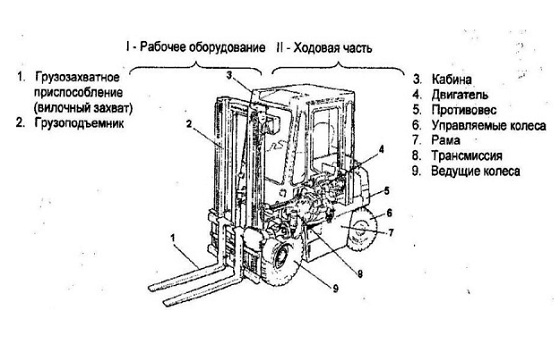 I - Рабочее оборудование II - Ходовая часть
1. Грузозахватное
приспособление
(вилочный захват)
2. Грузоподъемник
3. Кабина
4. Двигатель
5. Противовес
6. Управляемые колеса
7. Рама
8. Трансмиссия
9. Ведущие колеса
3
2
4
5
6
7
1
8
9